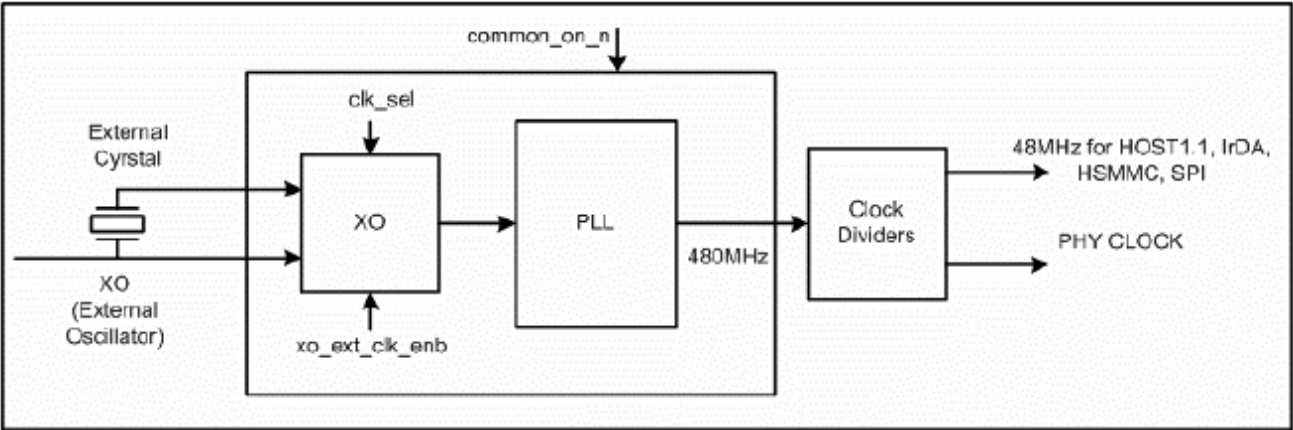 common_on_n
clk_sel
External
Cyrstal
XO
PLL
480MHz
Clock
Dividers
48MHz for HOST1.1, IrDA,
HSMMC, SPI
PHY CLOCK
XO
(External
Oscillator)
xo_ext_clk_enb